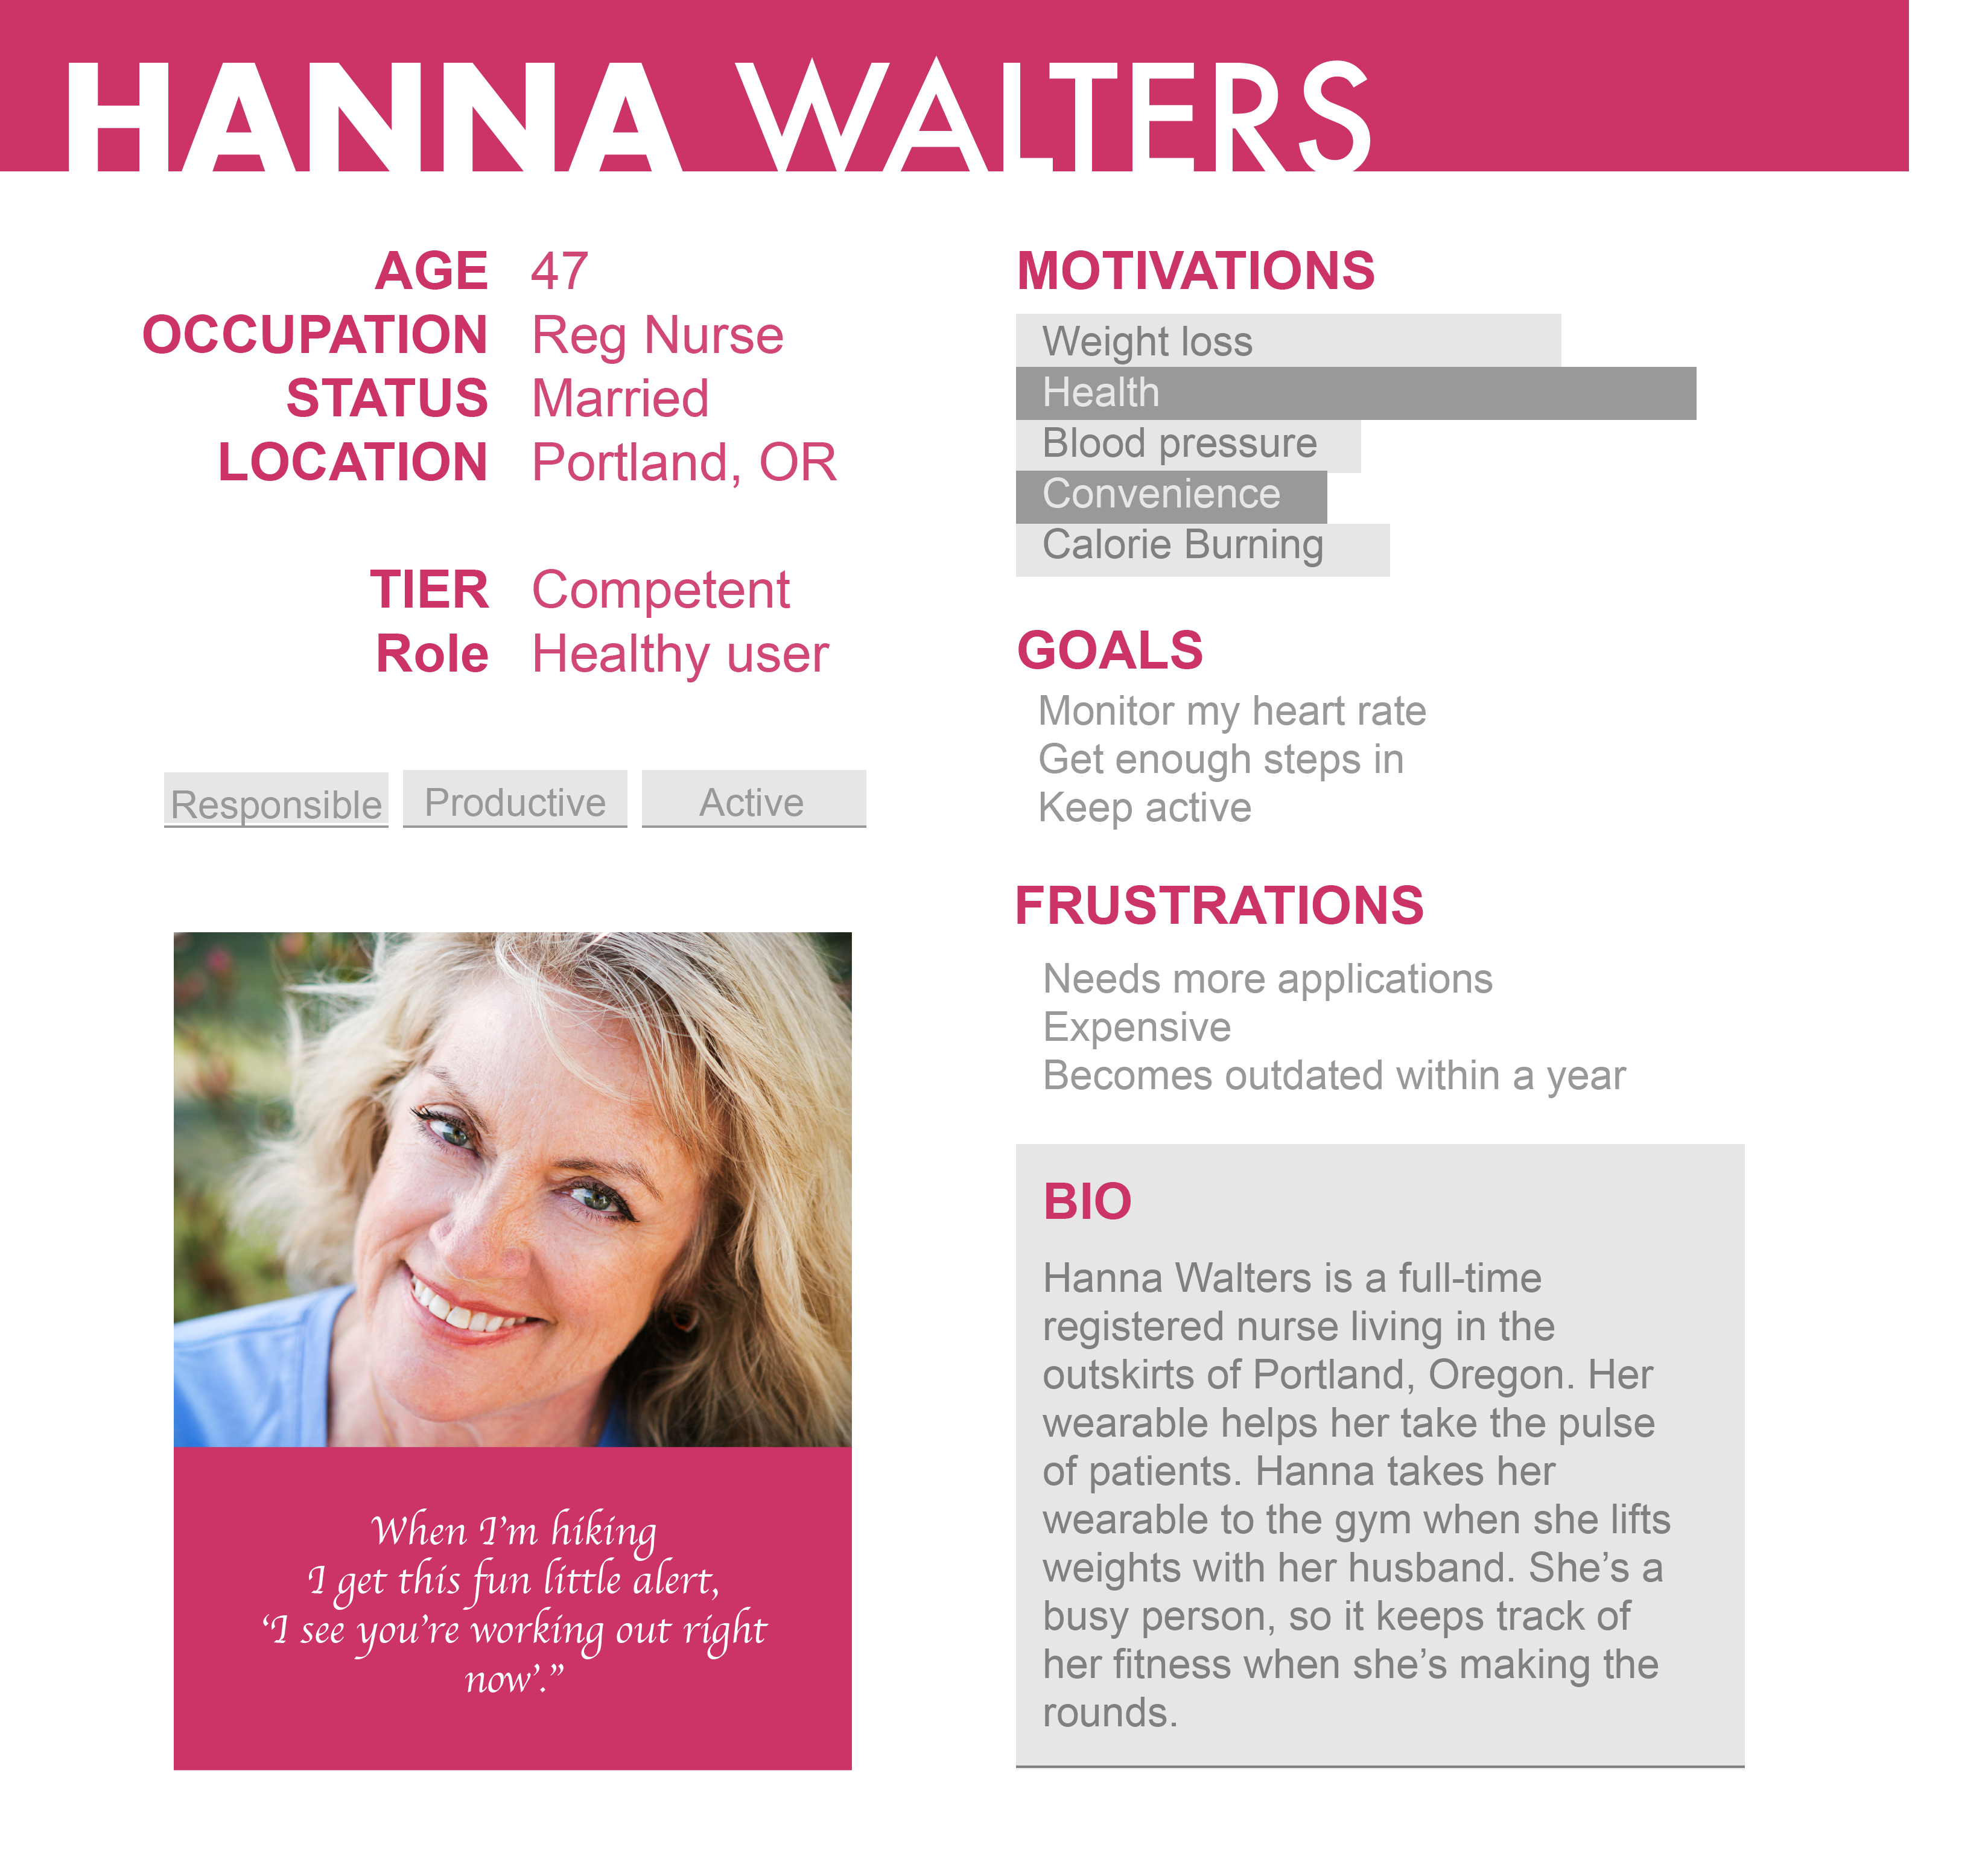 HANNA WALTERS
AGE 47
OCCUPATION Reg Nurse
STATUS Married
LOCATION Portland, OR
TIER Competent
Role Healthy user
Responsible Productive Active
When I'm hiking
I get this fun little alert,
‘I see you're working out right
now’.”
MOTIVATIONS
Weight loss
Health
Blood pressure
Convenience
Calorie Burning
GOALS
Monitor my heart rate
Get enough steps in
Keep active
FRUSTRATIONS
Needs more applications
Expensive
Becomes outdated within a year
BIO
Hanna Walters is a full-time
registered nurse living in the
outskirts of Portland, Oregon. Her
wearable helps her take the pulse
of patients. Hanna takes her
wearable to the gym when she lifts
weights with her husband. She’s a
busy person, so it keeps track of
her fitness when she’s making the
rounds.